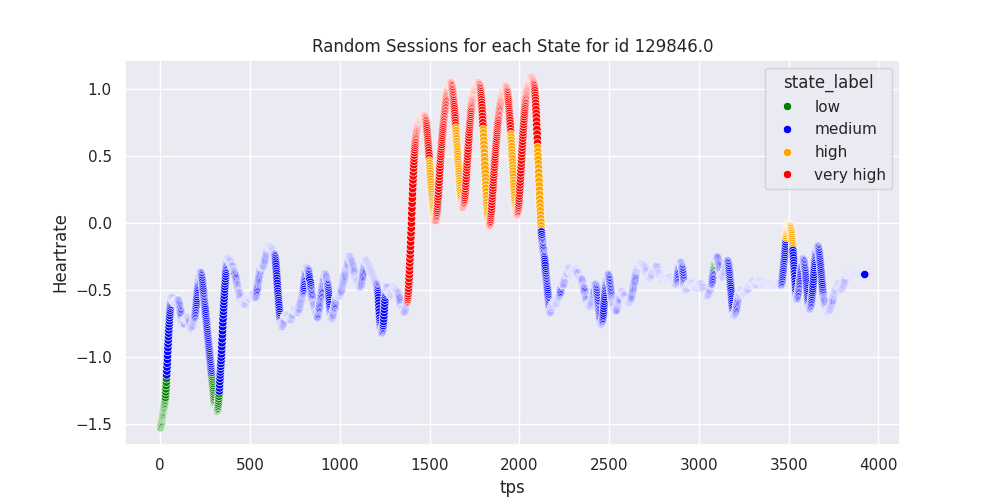 Random Sessions for each State for id 129846.0
state_label
low
medium
high
very high
Heartrate
1.0
0.5
0.0
−0.5
−1.0
−1.5
0 500 1000 1500 2000 2500 3000 3500 4000
tps